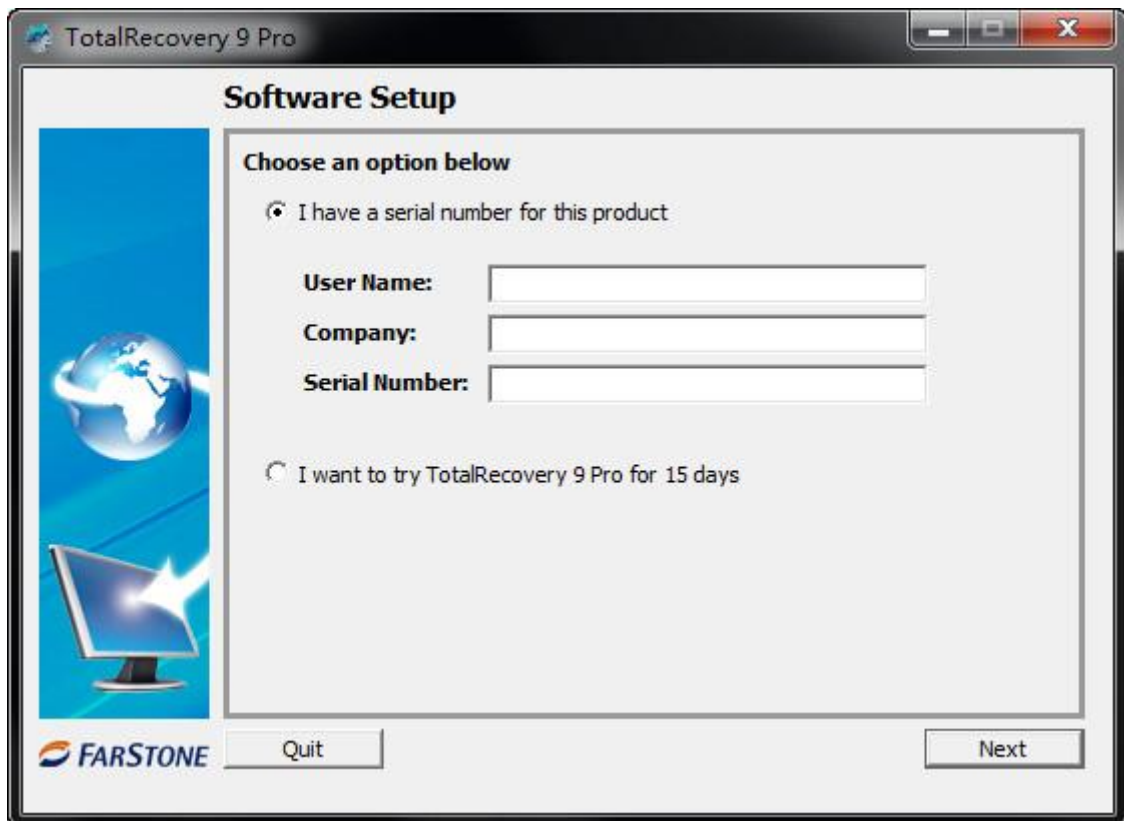 TotalRecovery 9 Pro
Software Setup
Choose an option below
I have a serial number for this product
User Name:
Company:
Serial Number:
I want to try TotalRecovery 9 Pro for 15 days
FARSTONE
Quit
Next